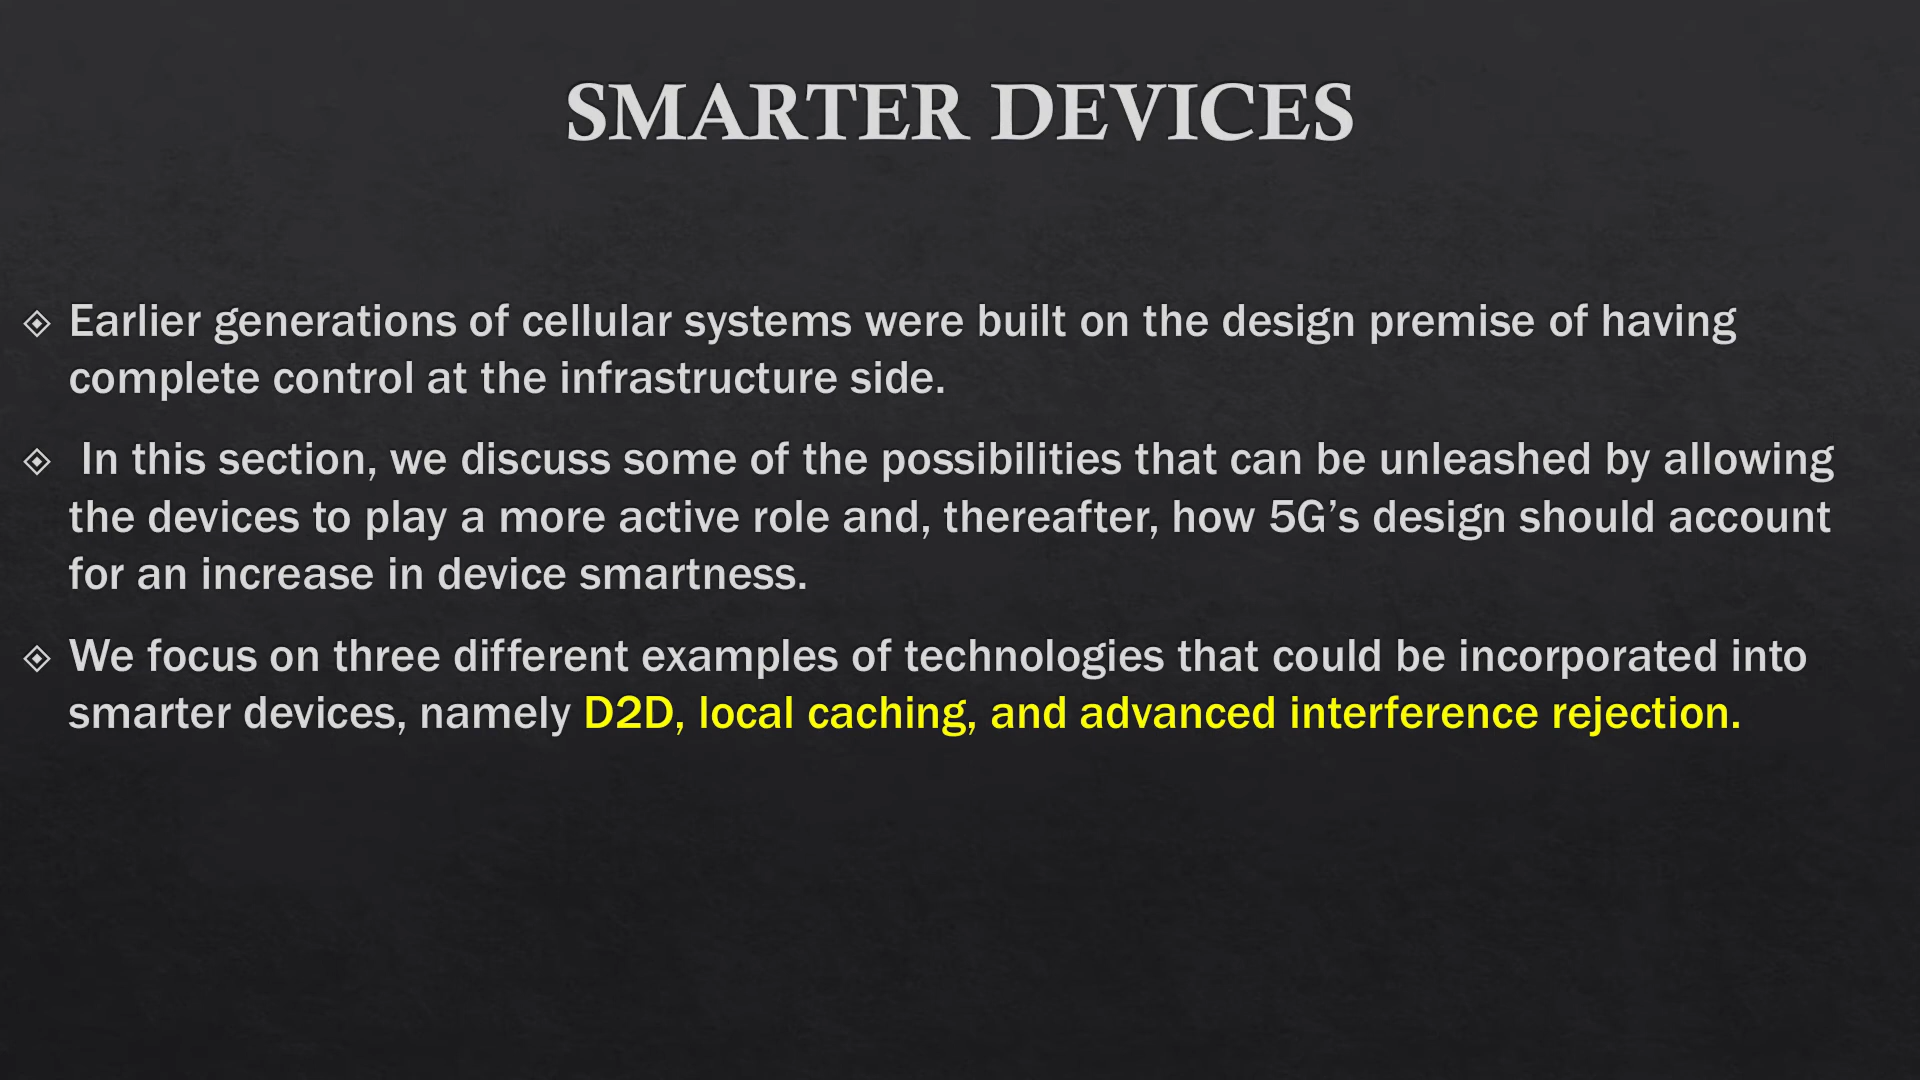 SMARTER DEVICES
Earlier generations of cellular systems were built on the design premise of having
complete control at the infrastructure side.
In this section, we discuss some of the possibilities that can be unleashed by allowing
the devices to play a more active role and, thereafter, how 5G’s design should account
for an increase in device smartness.
We focus on three different examples of technologies that could be incorporated into
smarter devices, namely D2D, local caching, and advanced interference rejection.